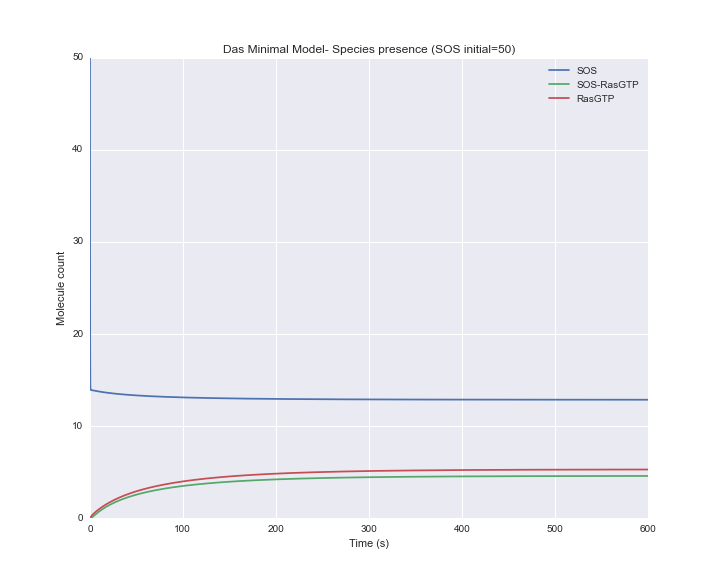 Das Minimal Model- Species presence (SOS initial=50)
SOS
SOS-RasGTP
RasGTP
50
40
30
20
10
0
Molecule count
0 100 200 300 400 500 600
Time (s)